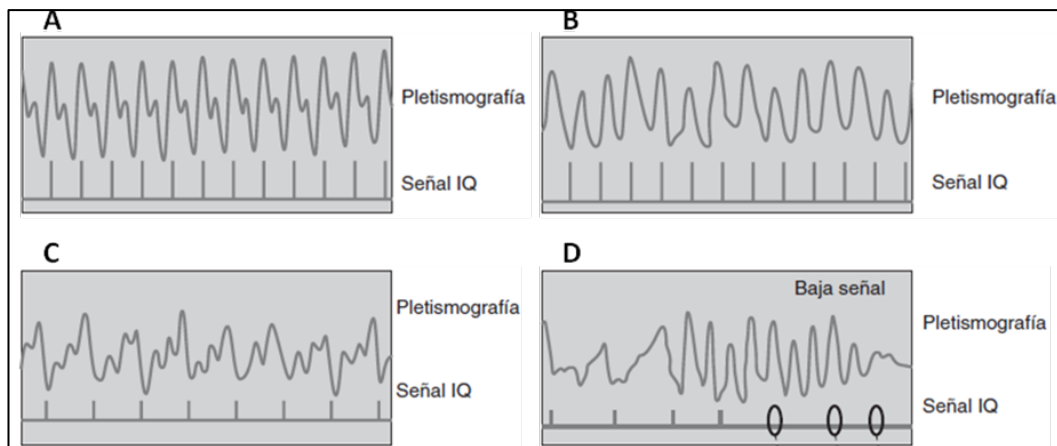 A
Pletismografía
Señal IQ
B
Pletismografía
Señal IQ
C
Pletismografía
Señal IQ
D
Baja señal
Pletismografía
Señal IQ